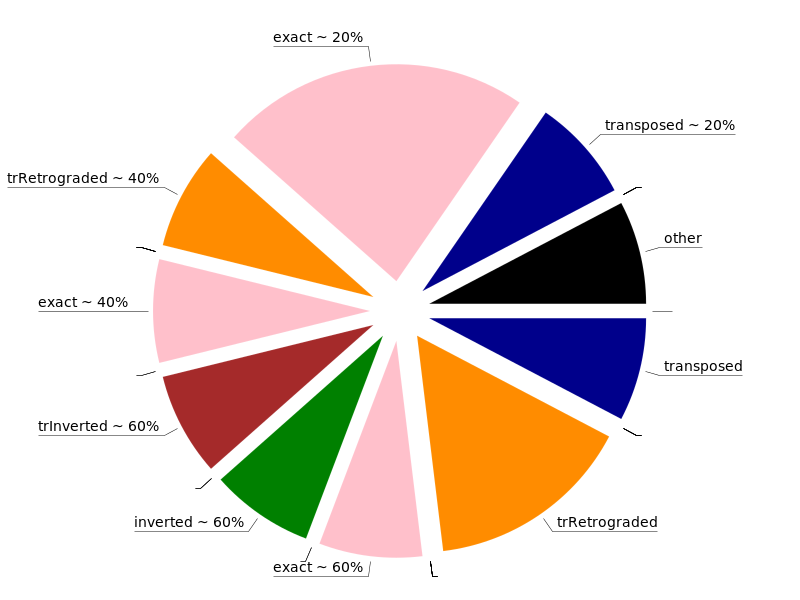 exact ~ 20%
transposed ~ 20%
trRetrograded ~ 40%
other
exact ~ 40%
transposed
trInverted ~ 60%
inverted ~ 60%
trRetrograded
exact ~ 60%